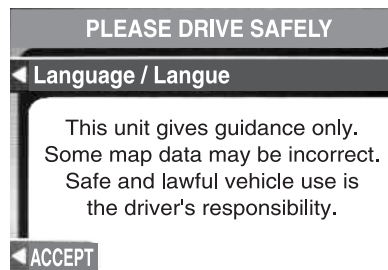 PLEASE DRIVE SAFELY
Language / Langue
This unit gives guidance only.
Some map data may be incorrect.
Safe and lawful vehicle use is
the driver's responsibility.
ACCEPT